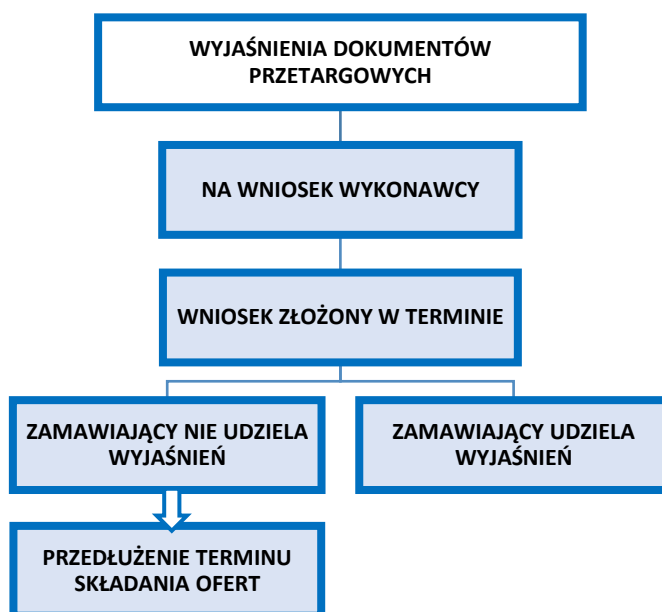 WYJAŚNIENIA DOKUMENTÓW
PRZETARGOWYCH
NA WNIOSEK WYKONAWCY
WNIOSEK ZŁOŻONY W TERMINIE
ZAMAWIAJĄCY NIE UDZIELA
WYJAŚNIEŃ
ZAMAWIAJĄCY UDZIELA
WYJAŚNIEŃ
PRZEDŁUŻENIE TERMINU
SKŁADANIA OFERT